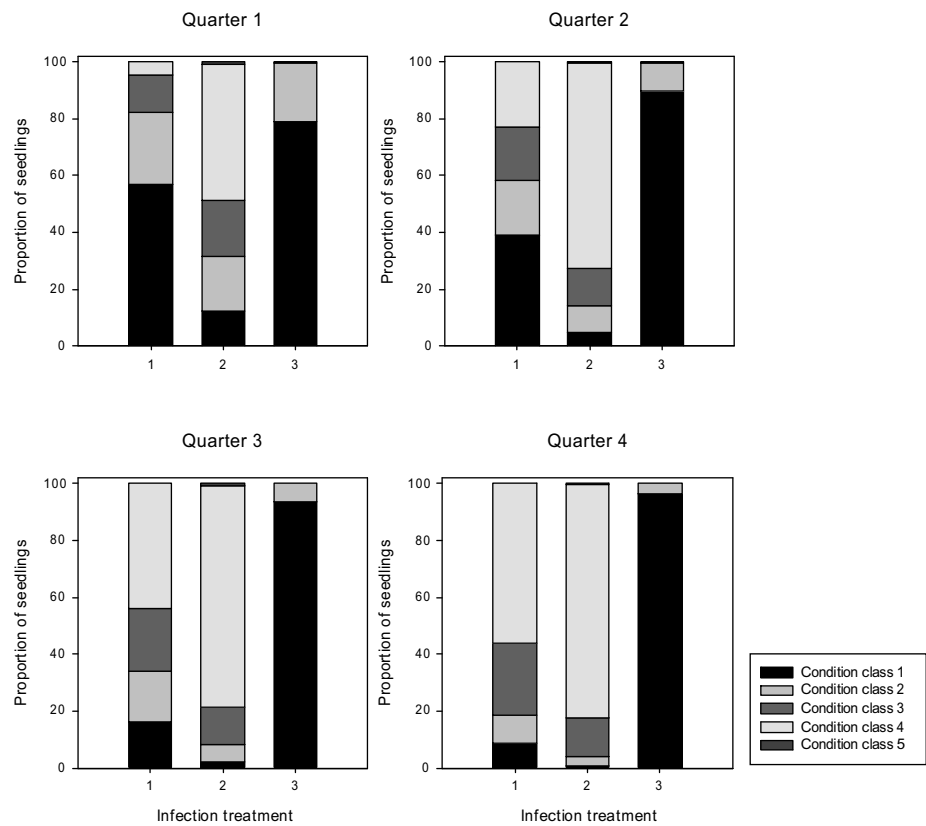 Quarter 1
Quarter 2
Proportion of seedlings
100
80
60
40
20
0
1 2 3
Proportion of seedlings
100
80
60
40
20
0
1 2 3
Quarter 3
Quarter 4
Proportion of seedlings
100
80
60
40
20
0
1 2 3
Infection treatment
Proportion of seedlings
100
80
60
40
20
0
1 2 3
Infection treatment
Condition class 1
Condition class 2
Condition class 3
Condition class 4
Condition class 5